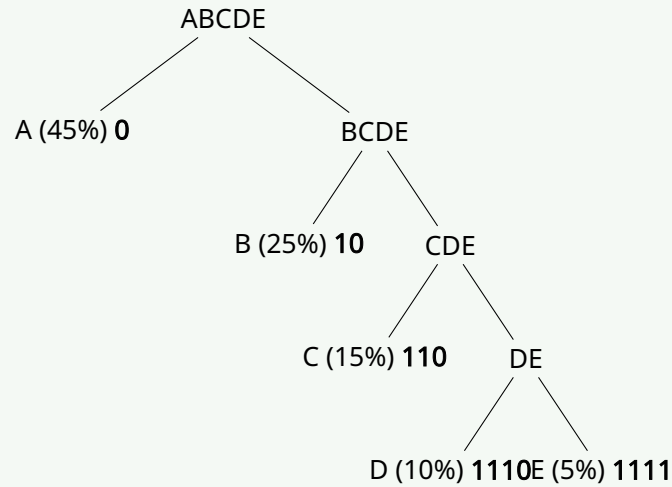 ABCDE
A (45%) 0
BCDE
B (25%) 10
CDE
C (15%) 110
DE
D (10%) 1110
E (5%) 1111